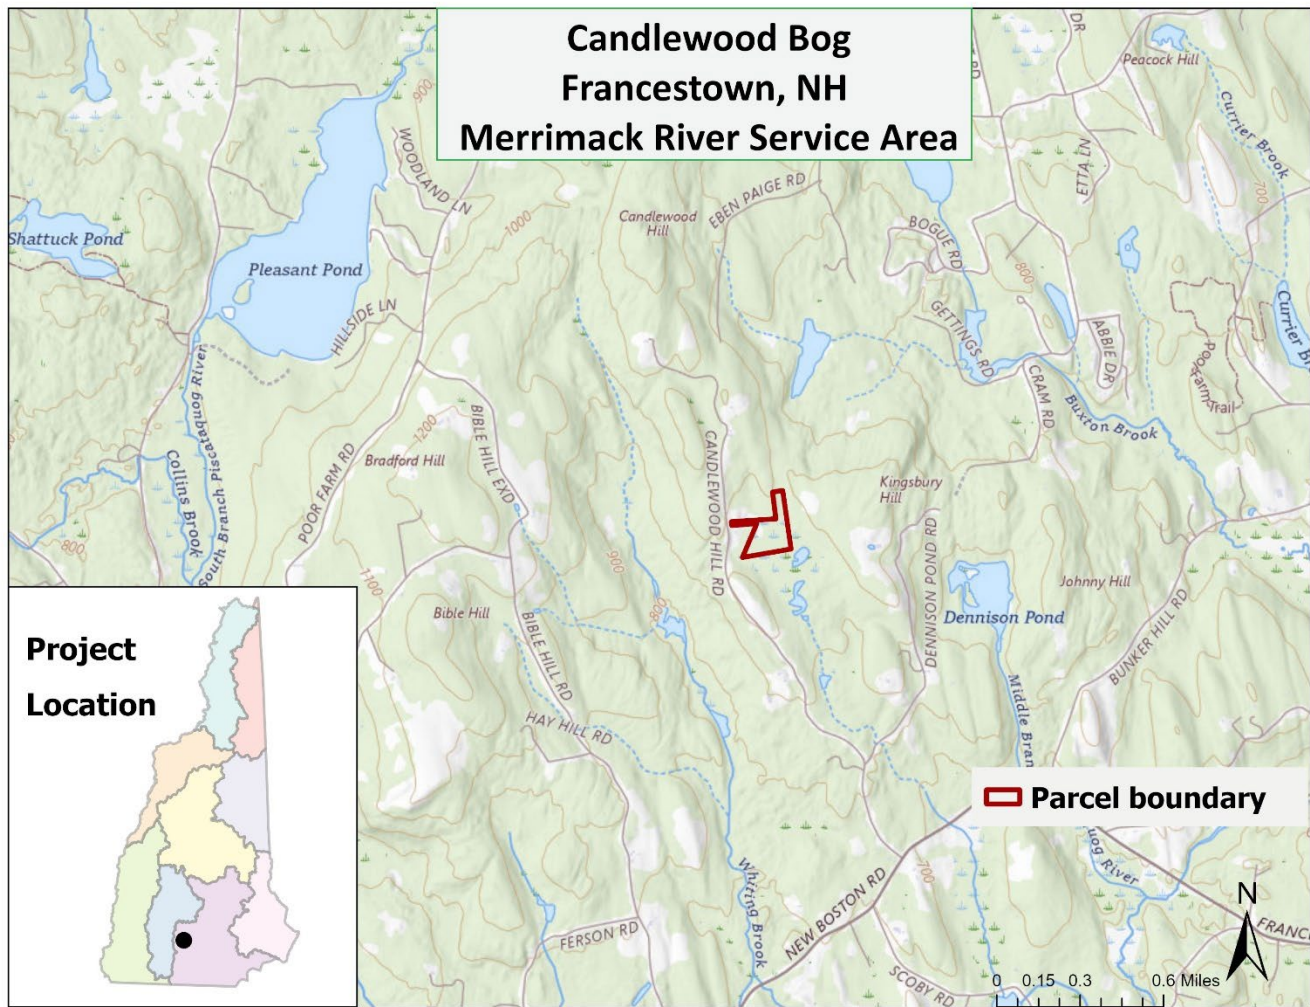 Candlewood Bog
Francestown, NH
Merrimack River Service Area
DR
Peacock Hill
Currier Brook
700
900
WOODLAND LN
1000
Candlewood
Hill
EBEN PAIGE RD
ETTA LN
BOGUE RD
Shattuck Pond
Pleasant Pond
800
GETTINGS RD
HILLSIDE LN
ABBIE DR
Poor Farm Trail
Currier B
CRAM RD
Buxton Brook
South Branch Piscataquog River
Collins Brook
800
POOR FARM RD
1200
Bradford Hill
BIBLE HILL EXD
CANDLEWOOD HILL RD
Kingsbury
Hill
DENNISON POND RD
900
1100
800
Bible Hill
BIBLE HILL RD
Johnny Hill
Dennison Pond
BUNKER HILL RD
Middle Bran
HAY HILL RD
Project
Location
Parcel boundary
uog River
Whiting Brook
700
NEW BOSTON RD
FERSON RD
SCOBY RD
FRANC
N
0 0.15 0.3 0.6 Miles